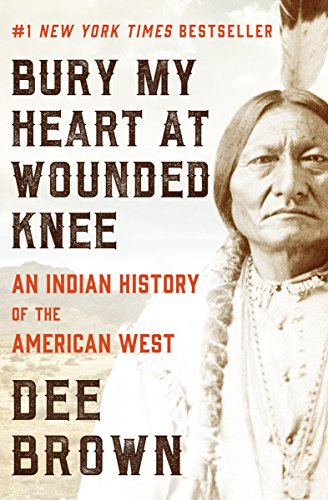 #1 NEW YORK TIMES BESTSELLER
BURY MY
HEART AT
WOUNDED
KNEE
AN INDIAN HISTORY
OF THE
AMERICAN WEST
DEE
BROWN